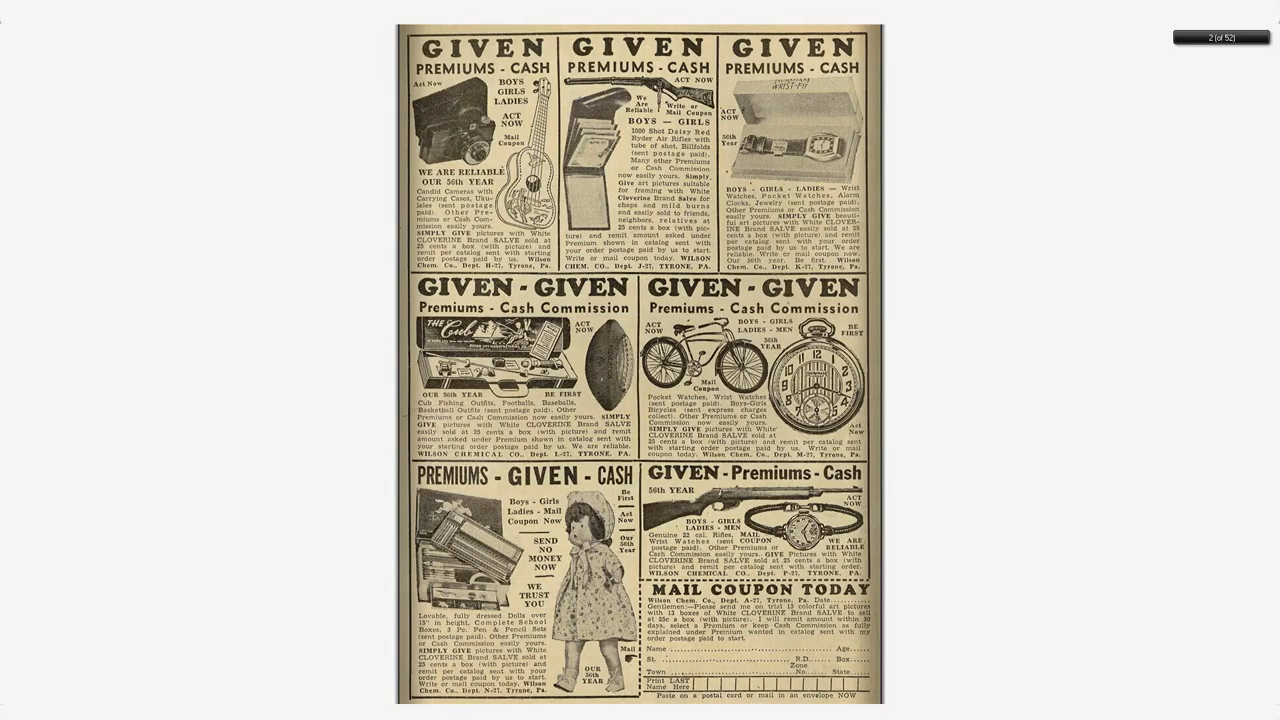 2 (of 52)
GIVEN
PREMIUMS - CASH
Act Now
BOYS
GIRLS
LADIES
ACT
NOW
Mail
Coupon
WE ARE RELIABLE
OUR 56th YEAR
Candid Cameras with
Carrying Cases, Uku-
leles (sent postage
paid). Other Pre-
miums or Cash Com-
mission easily yours.
SIMPLY GIVE pictures with White
CLOVERINE Brand SALVE sold at
25 cents a box (with picture) and
remit per catalog sent with starting
order postage paid by us. Wilson
Chem. Co., Dept. H-27, Tyrone, Pa.
GIVEN
PREMIUMS - CASH
ACT NOW
We
Are
Reliable
Write or
Mail Coupon
BOYS — GIRLS
1000 Shot Daisy Red
Ryder Air Rifles with
tube of shot, Billfolds
(sent postage paid).
Many other Premiums
or Cash Commission
now easily yours. Simply,
Give art pictures suitable
for framing with White
Cloverine Brand Salve for
chaps and mild burns
and easily sold to friends,
neighbors, relatives at
25 cents a box (with pic-
ture) and remit amount asked under
Premium shown in catalog sent with
your order postage paid by us to start.
Write or mail coupon today. WILSON
CHEM. CO., Dept. J-27, TYRONE, PA.
GIVEN
PREMIUMS - CASH
WRIST-FIT
ACT
NOW
56th
Year
BOYS - GIRLS - LADIES — Wrist
Watches, Pocket Watches, Alarm
Clocks, Jewelry (sent postage paid).
Other Premiums or Cash Commission
easily yours. SIMPLY GIVE beauti-
ful art pictures with White CLOVER-
INE Brand SALVE easily sold at 25
cents a box (with picture) and remit
per catalog sent with your order
postage paid by us to start. We are
reliable. Write or mail coupon now.
Our 56th year. Be first. Wilson
Chem. Co., Dept. K-27, Tyrone, Pa.
GIVEN - GIVEN
Premiums - Cash Commission
THE Cub
ACT
NOW
OUR 56th YEAR BE FIRST
Cub Fishing Outfits, Footballs, Baseballs,
Basketball Outfits (sent postage paid). Other
Premiums or Cash Commission now easily yours. SIMPLY
GIVE pictures with White CLOVERINE Brand SALVE
easily sold at 25 cents a box (with picture) and remit
amount asked under Premium shown in catalog sent with
your starting order postage paid by us. We are reliable.
WILSON CHEMICAL CO., Dept. L-27, TYRONE, PA.
GIVEN - GIVEN
Premiums - Cash Commission
ACT
NOW
BOYS - GIRLS
LADIES - MEN
56th
YEAR
BE
FIRST
Mail
Coupon
12 1 2 3 4 5 7 8 9 10 11
Act
Now
Pocket Watches, Wrist Watches
(sent postage paid). Boys-Girls
Bicycles (sent express charges
collect). Other Premiums or Cash
Commission now easily yours.
SIMPLY GIVE pictures with White
CLOVERINE Brand SALVE sold at
25 cents a box (with picture) and remit per catalog sent
with starting order postage paid by us. Write or mail
coupon today. Wilson Chem. Co., Dept. M-27, Tyrone, Pa.
PREMIUMS - GIVEN - CASH
Boys - Girls
Ladies - Mail
Coupon Now
SEND
NO
MONEY
NOW
WE
TRUST
YOU
Be
First
Act
Now
Our
56th
Year
Lovable, fully dressed Dolls over
15" in height, Complete School
Boxes, 3 Pc. Pen & Pencil Sets
(sent postage paid). Other Premiums
or Cash Commission easily yours.
SIMPLY GIVE pictures with White
CLOVERINE Brand SALVE sold at
25 cents a box (with picture) and
remit per catalog sent with your
order postage paid by us to start.
Write or mail coupon today, Wilson
Chem. Co., Dept. N-27, Tyrone, Pa.
Mail
OUR
56th
YEAR
GIVEN - Premiums - Cash
56th YEAR
ACT
NOW
BOYS - GIRLS
LADIES - MEN
Genuine 22 cal. Rifles,
Wrist Watches (sent
postage paid). Other Premiums or
MAIL
COUPON
WE ARE
RELIABLE
Cash Commission easily yours. GIVE Pictures with White
CLOVERINE Brand SALVE sold at 25 cents a box (with
picture) and remit per catalog sent with starting order.
WILSON CHEMICAL CO., Dept. P-27, TYRONE, PA.
MAIL COUPON TODAY
Wilson Chem. Co., Dept. A-27, Tyrone, Pa. Date..........
Gentlemen:—Please send me on trial 13 colorful art pictures
with 13 boxes of White CLOVERINE Brand SALVE to sell
at 25c a box (with picture). I will remit amount within 30
days, select a Premium or keep Cash Commission as fully
explained under Premium wanted in catalog sent with my
order postage paid to start.
Name .......... Age.....
St. .......... R.D..... Box.....
Town .......... Zone No..... State.....
Print LAST
Name Here
Paste on a postal card or mail in an envelope NOW